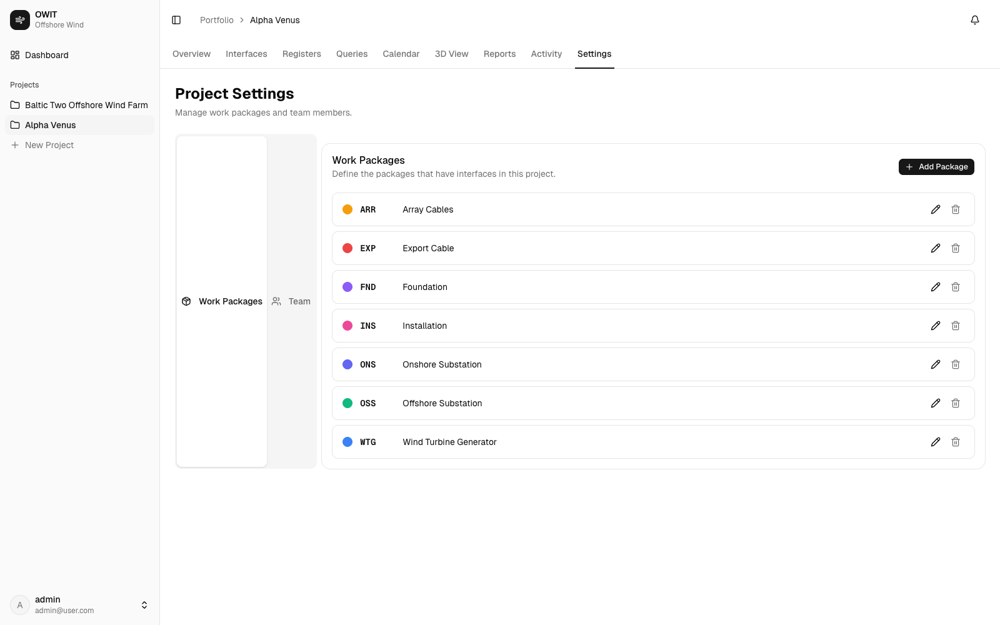 OWIT
Offshore Wind
Dashboard
Projects
Baltic Two Offshore Wind Farm
Alpha Venus
New Project
A
admin
admin@user.com
Portfolio > Alpha Venus
Overview Interfaces Registers Queries Calendar 3D View Reports Activity Settings
Project Settings
Manage work packages and team members.
Work Packages Team
Work Packages
Define the packages that have interfaces in this project.
Add Package
ARR Array Cables
EXP Export Cable
FND Foundation
INS Installation
ONS Onshore Substation
OSS Offshore Substation
WTG Wind Turbine Generator